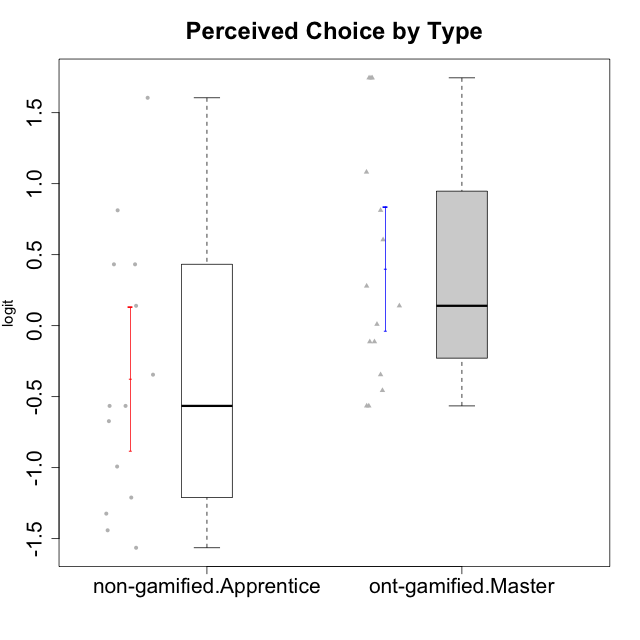 Perceived Choice by Type
logit
1.5
1.0
0.5
0.0
-0.5
-1.0
-1.5
non-gamified.Apprentice
ont-gamified.Master